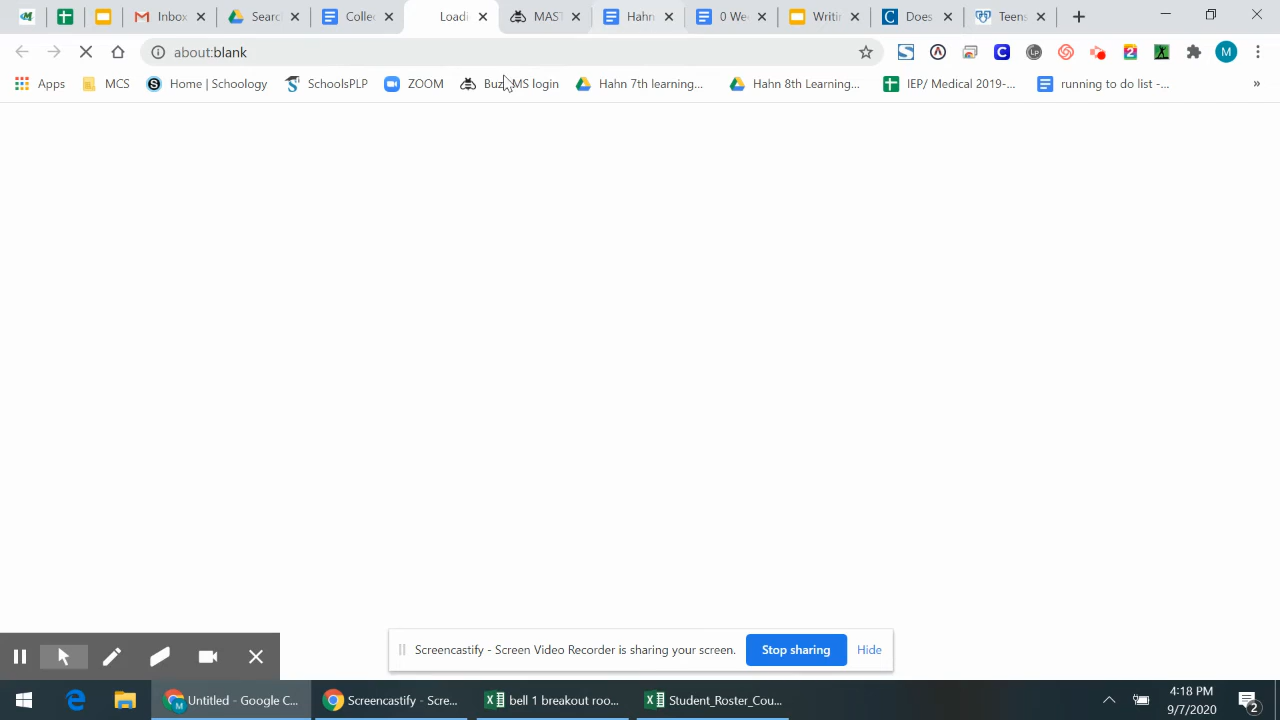 Inbox Searc Colle Loadi FAST Hahn 0 We Writi Does Teens
about:blank
Apps MCS Home | Schoology SchoolsPLP ZOOM BuzzMS login Hahn 7th learning... Hahn 8th Learning... IEP/ Medical 2019-... running to do list -... »
Screencastify - Screen Video Recorder is sharing your screen. Stop sharing Hide
Untitled - Google C... Screencastify - Scre... bell 1 breakout roo... Student_Roster_Cou...
4:18 PM
9/7/2020
2